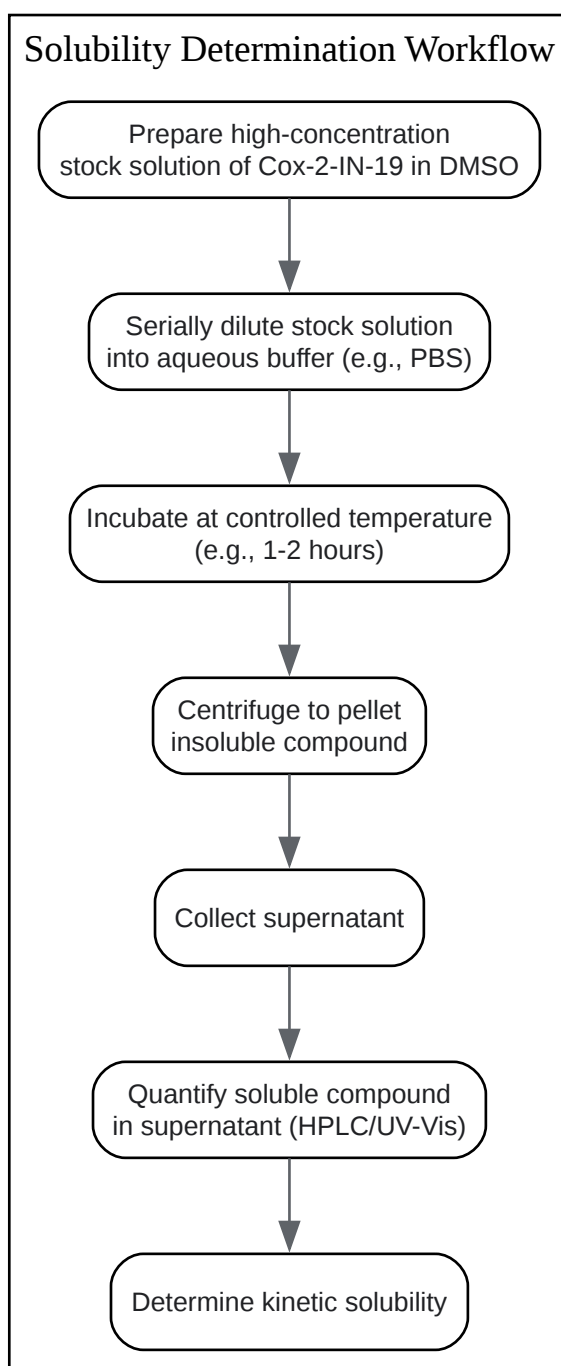 Solubility Determination Workflow
Prepare high-concentration
stock solution of Cox-2-IN-19 in DMSO
Serially dilute stock solution
into aqueous buffer (e.g., PBS)
Incubate at controlled temperature
(e.g., 1-2 hours)
Centrifuge to pellet
insoluble compound
Collect supernatant
Quantify soluble compound
in supernatant (HPLC/UV-Vis)
Determine kinetic solubility